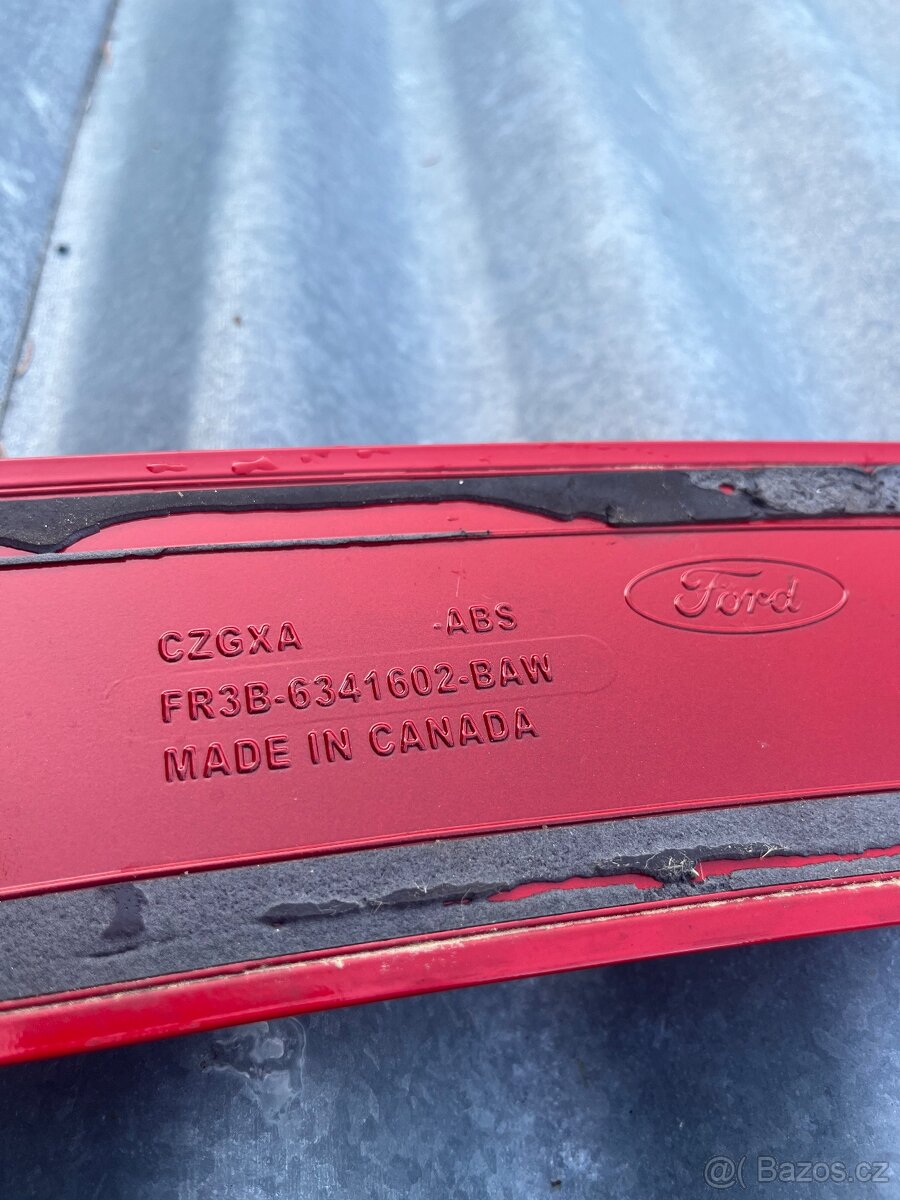 Ford
CZGXA -ABS
FR3B-6341602-BAW
MADE IN CANADA
@( Bazos.cz